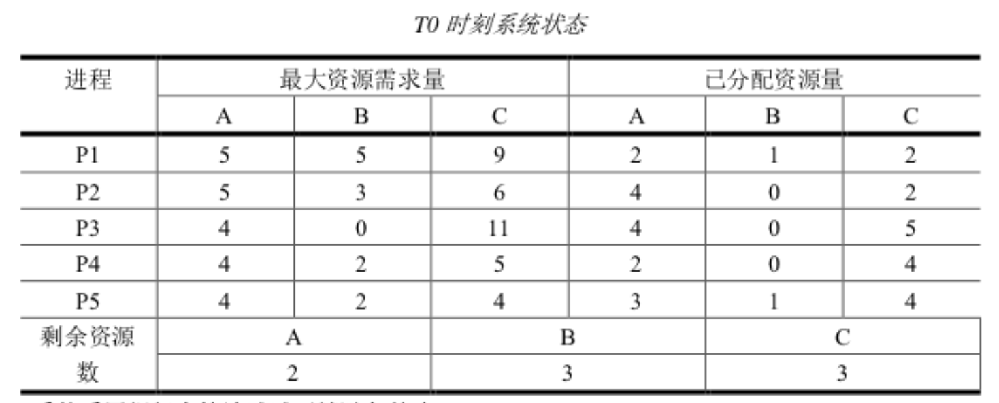 T0 时刻系统状态
进程 最大资源需求量 已分配资源量
A B C A B C
P1 5 5 9 2 1 2
P2 5 3 6 4 0 2
P3 4 0 11 4 0 5
P4 4 2 5 2 0 4
P5 4 2 4 3 1 4
剩余资源 A B C
数 2 3 3